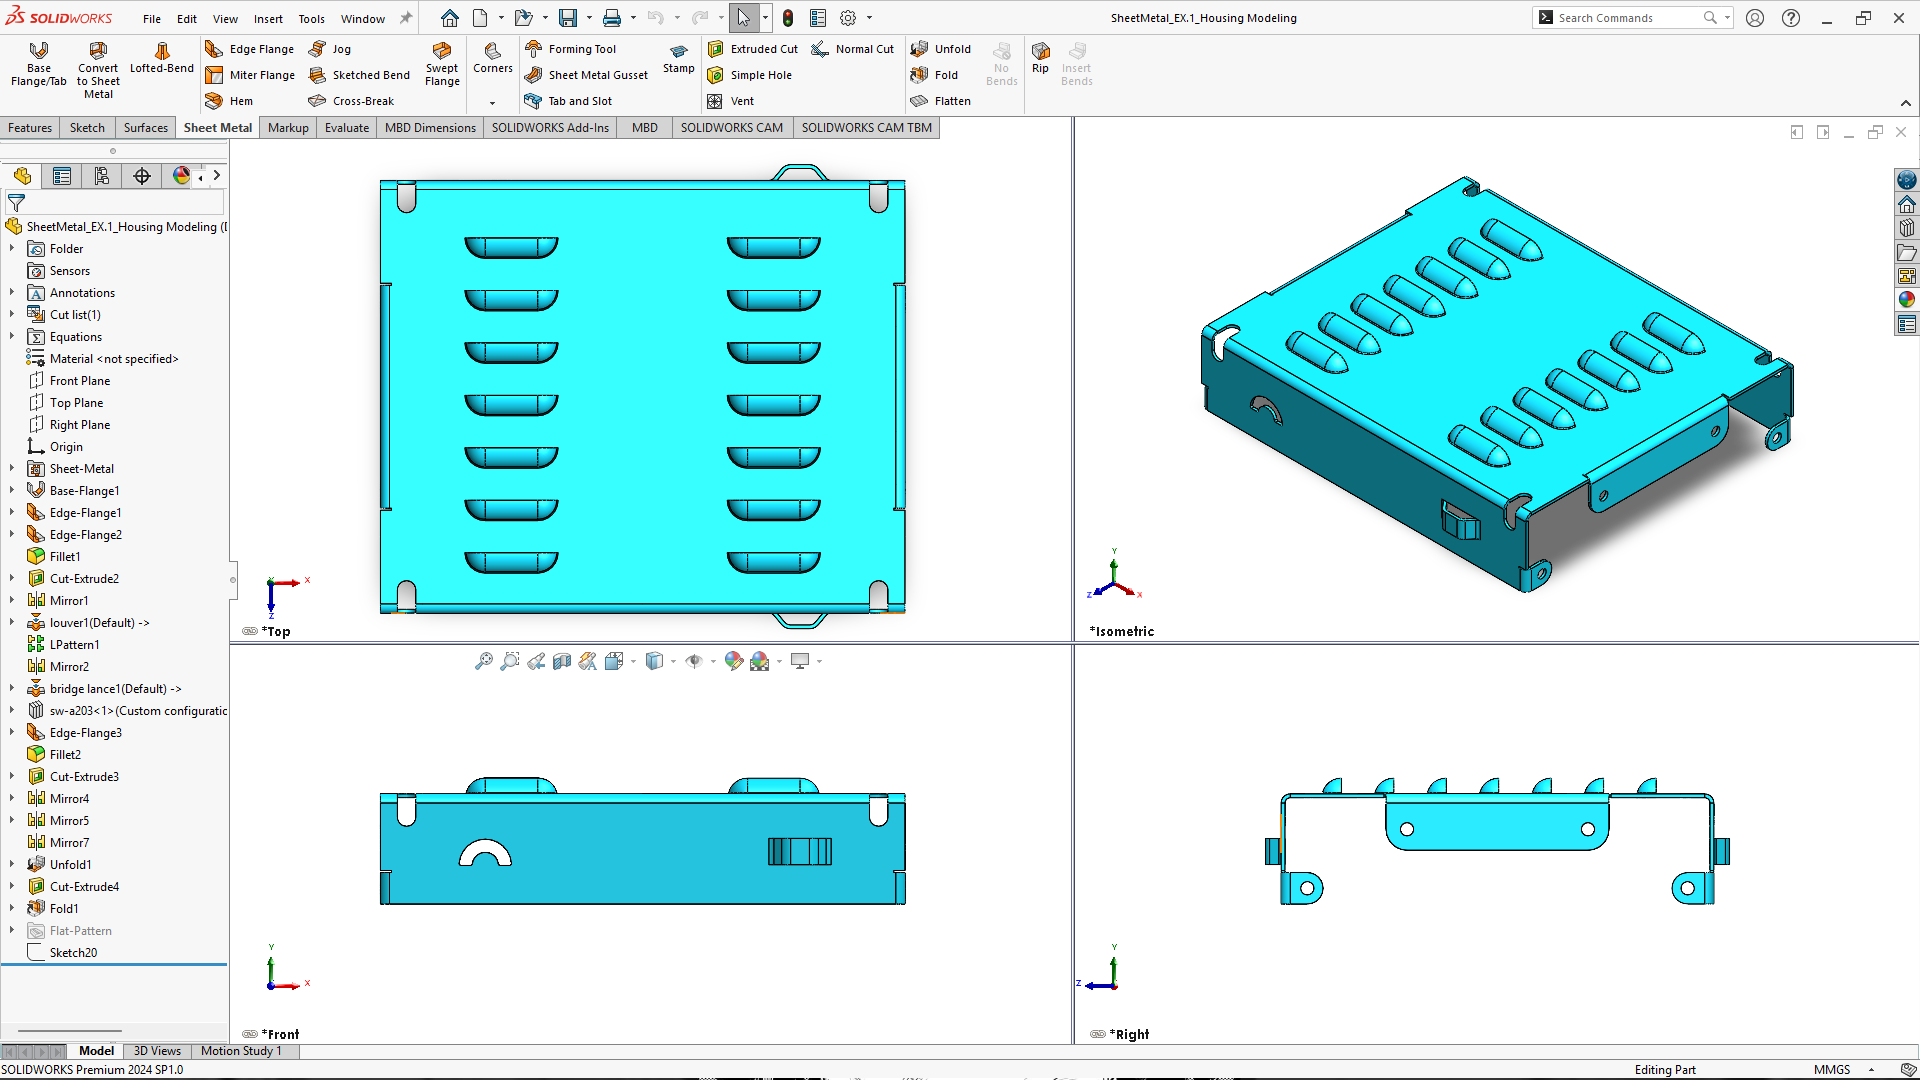 SOLIDWORKS File Edit View Insert Tools Window SheetMetal_EX.1_Housing Modeling Search Commands
Base Flange/Tab
Convert to Sheet Metal
Lofted-Bend
Edge Flange
Miter Flange
Hem
Jog
Sketched Bend
Cross-Break
Swept Flange
Corners
Forming Tool
Sheet Metal Gusset
Tab and Slot
Stamp
Extruded Cut
Simple Hole
Vent
Normal Cut
Unfold
Fold
Flatten
No Bends
Rip
Insert Bends
Features Sketch Surfaces Sheet Metal Markup Evaluate MBD Dimensions SOLIDWORKS Add-Ins MBD SOLIDWORKS CAM SOLIDWORKS CAM TBM
SheetMetal_EX.1_Housing Modeling (
Folder
Sensors
Annotations
Cut list(1)
Equations
Material <not specified>
Front Plane
Top Plane
Right Plane
Origin
Sheet-Metal
Base-Flange1
Edge-Flange1
Edge-Flange2
Fillet1
Cut-Extrude2
Mirror1
louver1(Default) ->
LPattern1
Mirror2
bridge lance1(Default) ->
sw-a203<1>(Custom configuratic
Edge-Flange3
Fillet2
Cut-Extrude3
Mirror4
Mirror5
Mirror7
Unfold1
Cut-Extrude4
Fold1
Flat-Pattern
Sketch20
Y X Z
*Top
Y Z X
*Isometric
Y X
*Front
Y Z
*Right
Model 3D Views Motion Study 1
SOLIDWORKS Premium 2024 SP1.0 Editing Part MMGS